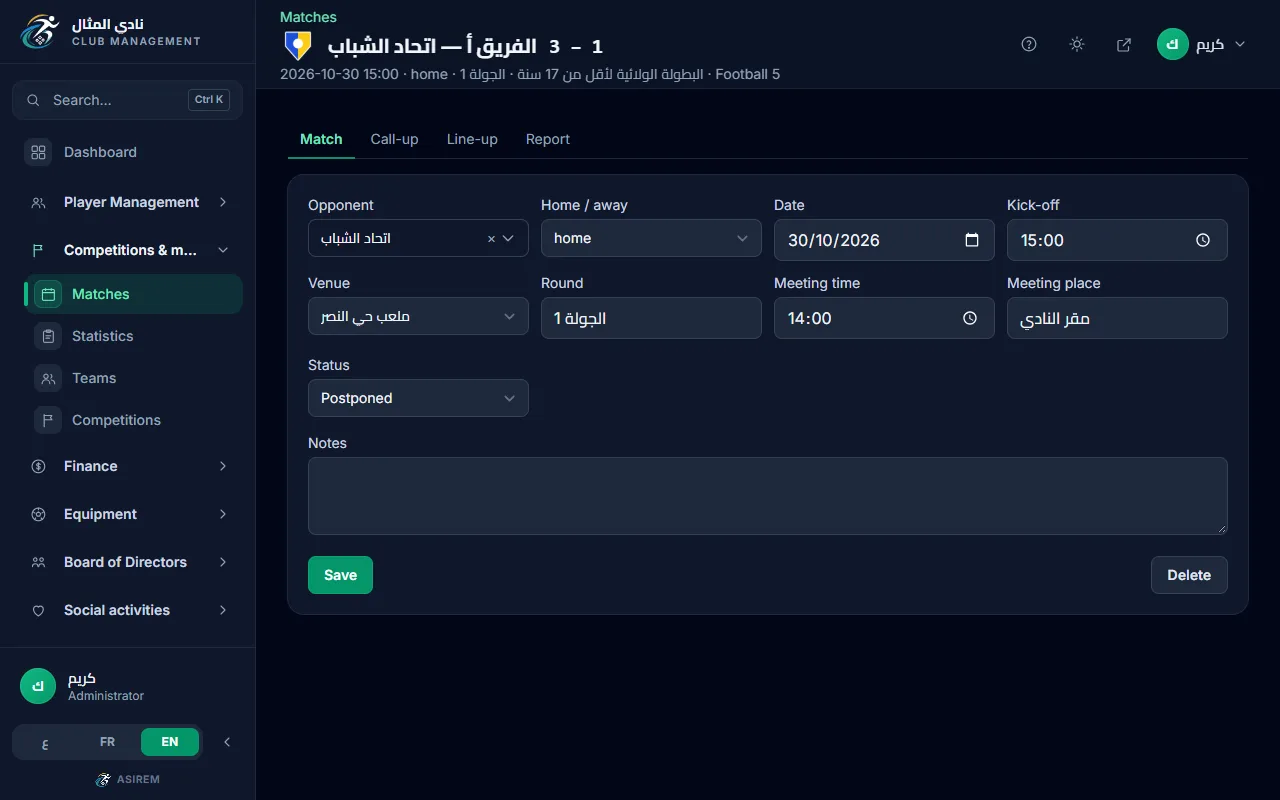 نادي المثال
CLUB MANAGEMENT
Search...
Ctrl K
Dashboard
Player Management
Competitions & m...
Matches
Statistics
Teams
Competitions
Finance
Equipment
Board of Directors
Social activities
كريم
Administrator
ع
FR
EN
ASIREM
Matches
الفريق أ — اتحاد الشباب 3 – 1
2026-10-30 15:00 · home · الجولة 1 · البطولة الولائية لأقل من 17 سنة · Football 5
ك
كريم
Match
Call-up
Line-up
Report
Opponent
Home / away
Date
Kick-off
اتحاد الشباب
×
home
30/10/2026
15:00
Venue
Round
Meeting time
Meeting place
ملعب حي النصر
الجولة 1
14:00
مقر النادي
Status
Postponed
Notes
Save
Delete